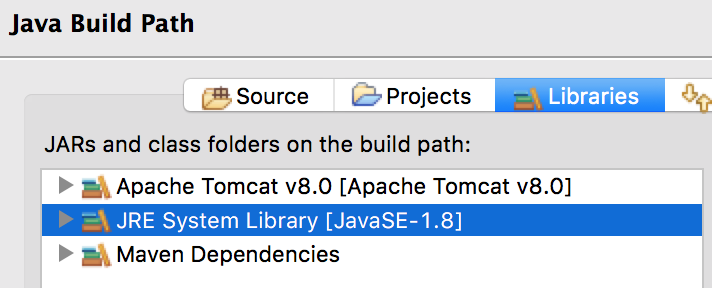 Java Build Path
Source Projects Libraries
JARs and class folders on the build path:
Apache Tomcat v8.0 [Apache Tomcat v8.0]
JRE System Library [JavaSE-1.8]
Maven Dependencies